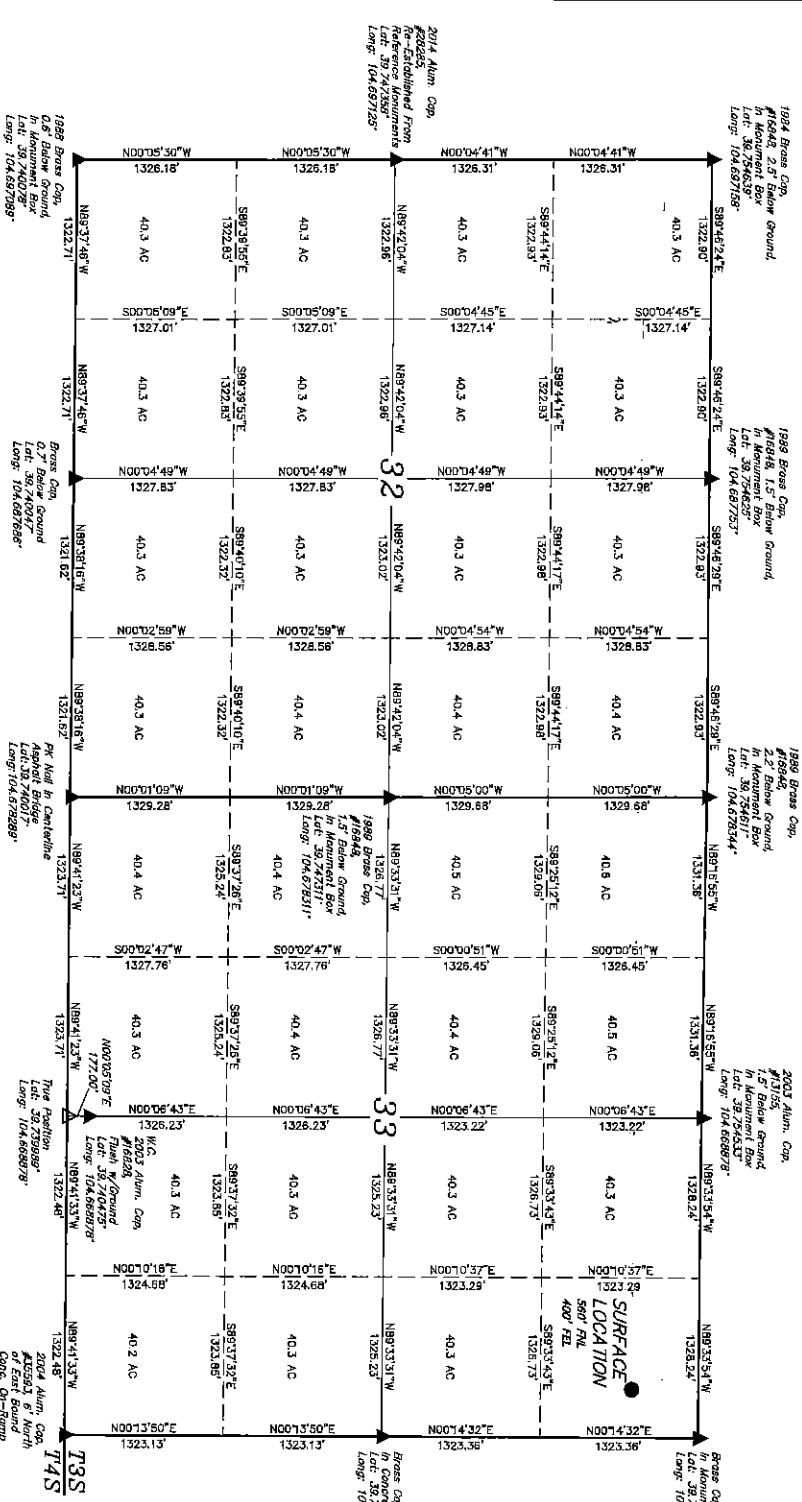 1984 Brass Cap,
#16848, 2.5' Below Ground,
In Monument Box
Lat: 39.754639°
Long: 104.697158°
1989 Brass Cap,
#16848, 1.5' Below Ground,
In Monument Box
Lat: 39.754625°
Long: 104.687753°
1989 Brass Cap,
#16848,
2.2' Below Ground,
In Monument Box
Lat: 39.754611°
Long: 104.678344°
2003 Alum. Cap,
#13155,
1.5' Below Ground,
In Monument Box
Lat: 39.754533°
Long: 104.668878°
S89°46'24"E
1322.90'
S89°46'24"E
1322.90'
S89°46'29"E
1322.93'
S89°46'29"E
1322.93'
N89°16'55"W
1331.36'
N89°16'55"W
1331.36'
N89°33'54"W
1328.24'
N89°33'54"W
1328.24'
N00°04'41"W
1326.31'
40.3 AC
S00°04'45"E
1327.14'
40.3 AC
N00°04'49"W
1327.98'
40.3 AC
N00°04'54"W
1328.83'
40.4 AC
N00°05'00"W
1329.68'
40.5 AC
S00°00'51"W
1326.45'
40.5 AC
N00°06'43"E
1323.22'
N00°10'37"E
1323.29
SURFACE
LOCATION
560' FNL
400' FEL
N00°14'32"E
1323.36'
S89°44'14"E
1322.93'
S89°44'14"E
1322.93'
S89°44'17"E
1322.98'
S89°44'17"E
1322.98'
S89°25'12"E
1329.06'
S89°25'12"E
1329.06'
S89°33'43"E
1326.73'
S89°33'43"E
1326.73'
N00°04'41"W
1326.31'
40.3 AC
S00°04'45"E
1327.14'
40.3 AC
N00°04'49"W
1327.98'
40.3 AC
N00°04'54"W
1328.83'
40.4 AC
N00°05'00"W
1329.68'
40.5 AC
S00°00'51"W
1326.45'
40.4 AC
N00°06'43"E
1323.22'
40.3 AC
N00°10'37"E
1323.29'
40.3 AC
N00°14'32"E
1323.36'
2014 Alum. Cap,
#28285,
Re-Established From
Reference Monuments
Lat: 39.747358°
Long: 104.697125°
N89°42'04"W
1322.96'
N89°42'04"W
1322.96'
32
N89°42'04"W
1323.02'
N89°42'04"W
1323.02'
N89°33'31"W
1326.77'
N89°33'31"W
1326.77'
33
N89°33'31"W
1325.23'
N89°33'31"W
1325.23'
1989 Brass Cap,
#16848,
1.5' Below Ground,
In Monument Box
Lat: 39.747311°
Long: 104.678311°
N00°05'30"W
1326.18'
40.3 AC
S00°05'09"E
1327.01'
40.3 AC
N00°04'49"W
1327.83'
40.3 AC
N00°02'59"W
1328.56'
40.4 AC
N00°01'09"W
1329.28'
40.4 AC
S00°02'47"W
1327.76'
40.4 AC
N00°06'43"E
1326.23'
40.3 AC
N00°10'16"E
1324.68'
40.3 AC
N00°13'50"E
1323.13'
S89°39'55"E
1322.83'
S89°39'55"E
1322.83'
S89°40'10"E
1322.32'
S89°40'10"E
1322.32'
S89°37'26"E
1325.24'
S89°37'26"E
1325.24'
S89°37'32"E
1323.85'
S89°37'32"E
1323.85'
N00°05'30"W
1326.18'
40.3 AC
S00°05'09"E
1327.01'
40.3 AC
N00°04'49"W
1327.83'
40.3 AC
N00°02'59"W
1328.56'
40.3 AC
N00°01'09"W
1329.28'
40.4 AC
S00°02'47"W
1327.76'
40.3 AC
N00°06'43"E
1326.23'
40.3 AC
N00°10'16"E
1324.68'
40.2 AC
N00°13'50"E
1323.13'
W.C.
2003 Alum. Cap,
#16828,
Flush w/Ground
Lat: 39.740475°
Long: 104.668878°
N00°05'09"E
177.00'
N89°37'46"W
1322.71'
N89°37'46"W
1322.71'
N89°38'16"W
1321.62'
N89°38'16"W
1321.62'
N89°41'23"W
1323.71'
N89°41'23"W
1323.71'
N89°41'33"W
1322.48'
N89°41'33"W
1322.48'
T3S
T4S
1988 Brass Cap,
0.6' Below Ground,
In Monument Box
Lat: 39.740078°
Long: 104.697089°
Brass Cap,
0.7' Below Ground
Lat: 39.740047°
Long: 104.687686°
PK Nail In Centerline
Asphalt Bridge
Lat: 39.740017°
Long: 104.678289°
True Position
Lat: 39.739989°
Long: 104.668878°
2004 Alum. Cap,
#35593, 6' North
of East Bound
Conc. On-Ramp
Brass Ca
In Monum
Lat: 39.7
Long: 10
Brass Ca
In Concre
Lat: 39.7
Long: 10